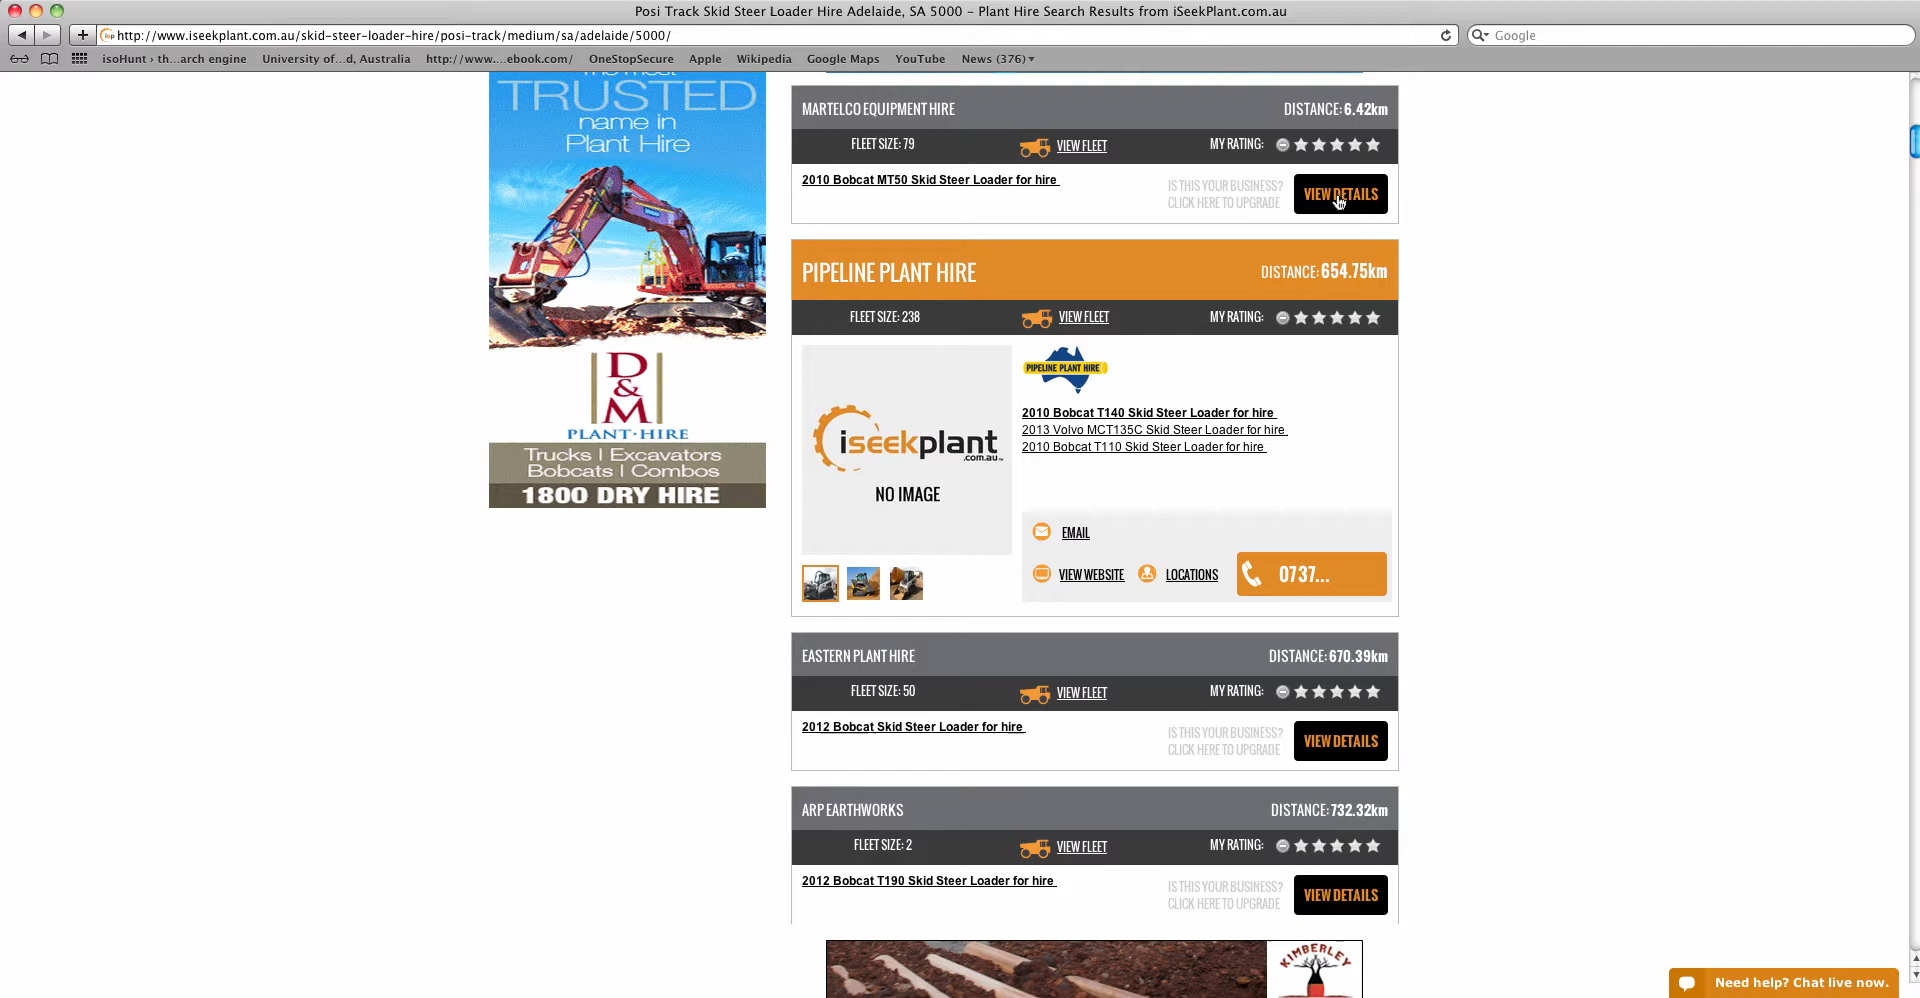 Posi Track Skid Steer Loader Hire Adelaide, SA 5000 – Plant Hire Search Results from iSeekPlant.com.au
http://www.iseekplant.com.au/skid-steer-loader-hire/posi-track/medium/sa/adelaide/5000/
Google
isoHunt › th...arch engine University of...d, Australia http://www....ebook.com/ OneStopSecure Apple Wikipedia Google Maps YouTube News (376)
TRUSTED
name in
Plant Hire
D
&
M
PLANT·HIRE
Trucks | Excavators
Bobcats | Combos
1800 DRY HIRE
MARTELCO EQUIPMENT HIRE DISTANCE: 6.42km
FLEET SIZE: 79 VIEW FLEET MY RATING:
2010 Bobcat MT50 Skid Steer Loader for hire
IS THIS YOUR BUSINESS?
CLICK HERE TO UPGRADE
VIEW DETAILS
PIPELINE PLANT HIRE DISTANCE: 654.75km
FLEET SIZE: 238 VIEW FLEET MY RATING:
iseekplant
.com.au
NO IMAGE
PIPELINE PLANT HIRE
2010 Bobcat T140 Skid Steer Loader for hire
2013 Volvo MCT135C Skid Steer Loader for hire
2010 Bobcat T110 Skid Steer Loader for hire
EMAIL
VIEW WEBSITE LOCATIONS 0737...
EASTERN PLANT HIRE DISTANCE: 670.39km
FLEET SIZE: 50 VIEW FLEET MY RATING:
2012 Bobcat Skid Steer Loader for hire
IS THIS YOUR BUSINESS?
CLICK HERE TO UPGRADE
VIEW DETAILS
ARP EARTHWORKS DISTANCE: 732.32km
FLEET SIZE: 2 VIEW FLEET MY RATING:
2012 Bobcat T190 Skid Steer Loader for hire
IS THIS YOUR BUSINESS?
CLICK HERE TO UPGRADE
VIEW DETAILS
KIMBERLEY
Need help? Chat live now.